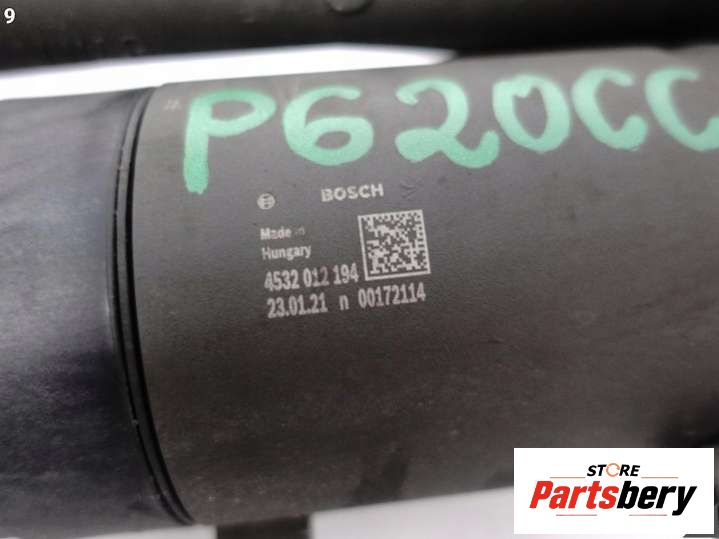 9
P620CC
BOSCH
Made in
Hungary
4532 012 194
23.01.21 n 00172114
STORE
Partsbery